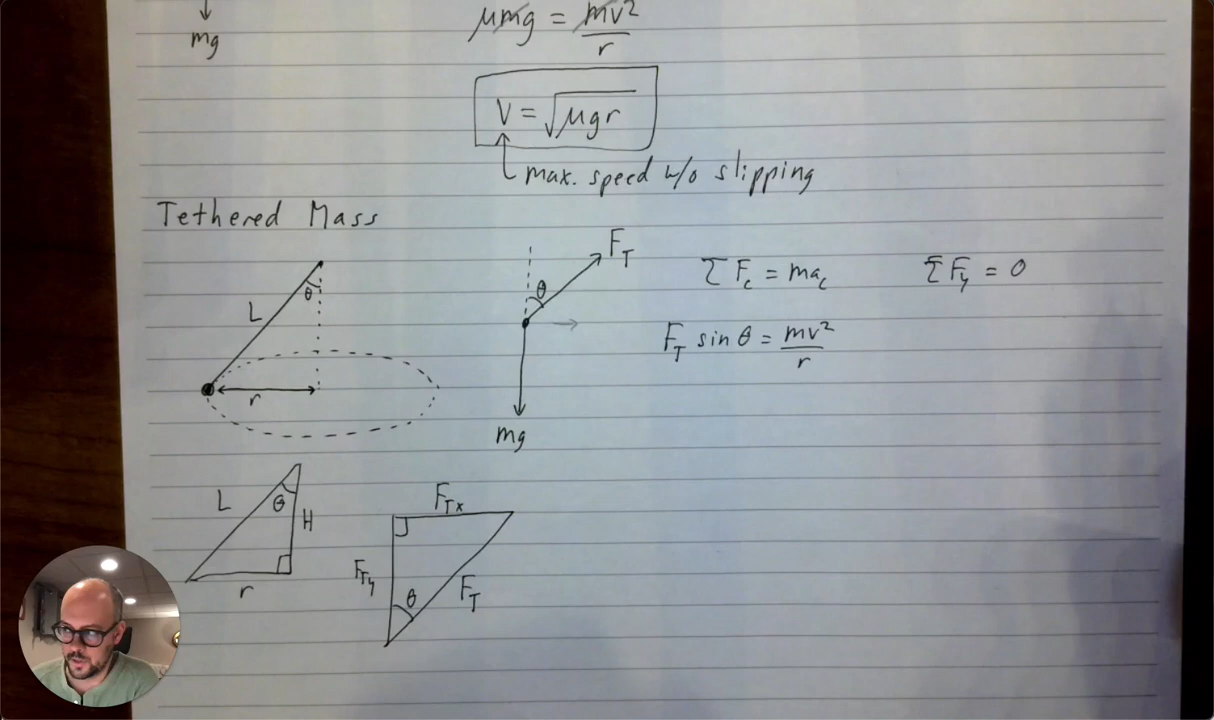 mg
μmg = mv²/r
V = √μgr
max. speed w/o slipping
Tethered Mass
θ
L
r
F_T
θ
mg
ΣF_c = ma_c
ΣF_y = 0
F_T sin θ = mv²/r
L
θ
H
r
F_Tx
F_Ty
θ
F_T